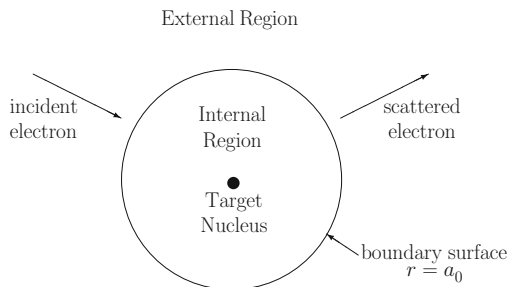 External Region
incident
electron
Internal
Region
scattered
electron
Target
Nucleus
boundary surface
r = a₀